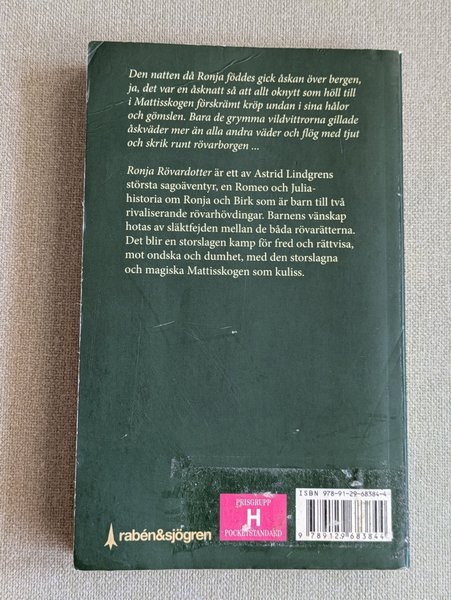 Den natten då Ronja föddes gick åskan över bergen,
ja, det var en åsknatt så att allt oknytt som höll till
i Mattisskogen förskrämt kröp undan i sina hålor
och gömslen. Bara de grymma vildvittrorna gillade
åskväder mer än alla andra väder och flög med tjut
och skrik runt rövarborgen ...
Ronja Rövardotter är ett av Astrid Lindgrens
största sagoäventyr, en Romeo och Julia-
historia om Ronja och Birk som är barn till två
rivaliserande rövarhövdingar. Barnens vänskap
hotas av släktfejden mellan de båda rövarätterna.
Det blir en storslagen kamp för fred och rättvisa,
mot ondska och dumhet, med den storslagna
och magiska Mattisskogen som kuliss.
rabén&sjögren
PRISGRUPP
H
POCKETSTANDARD
ISBN 978-91-29-68384-4
9 789129 683844